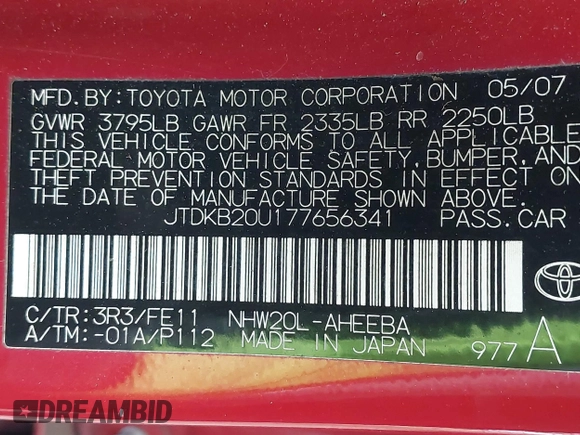 MFD.BY:TOYOTA MOTOR CORPORATION 05/07
GVWR 3795LB GAWR FR 2335LB RR 2250LB
THIS VEHICLE CONFORMS TO ALL APPLICABLE
FEDERAL MOTOR VEHICLE SAFETY, BUMPER, AND
THEFT PREVENTION STANDARDS IN EFFECT ON
THE DATE OF MANUFACTURE SHOWN ABOVE.
JTDKB20U177656341 PASS.CAR
C/TR:3R3/FE11 NHW20L-AHEEBA
A/TM:-01A/P112 MADE IN JAPAN 977 A
DREAMBID